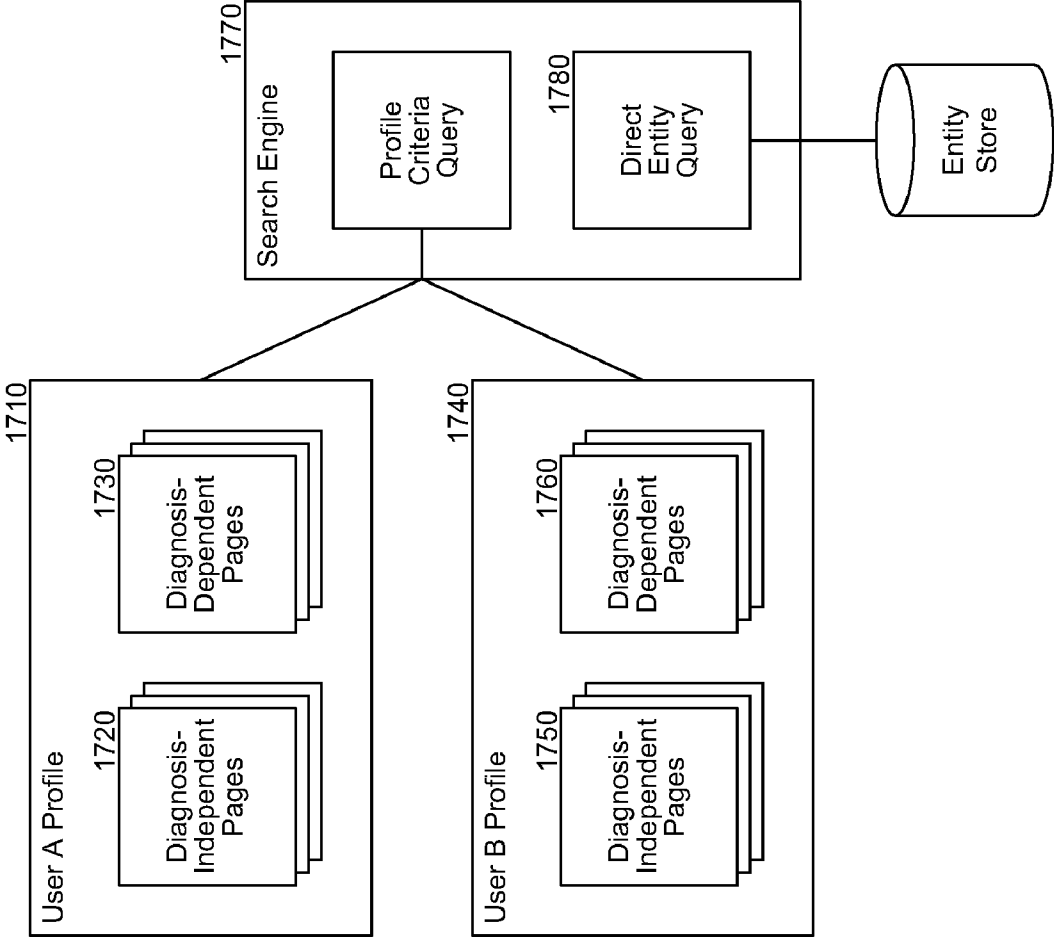 1710
User A Profile
1720
Diagnosis-
Independent
Pages
1730
Diagnosis-
Dependent
Pages
1740
User B Profile
1750
Diagnosis-
Independent
Pages
1760
Diagnosis-
Dependent
Pages
1770
Search Engine
Profile
Criteria
Query
1780
Direct
Entity
Query
Entity
Store